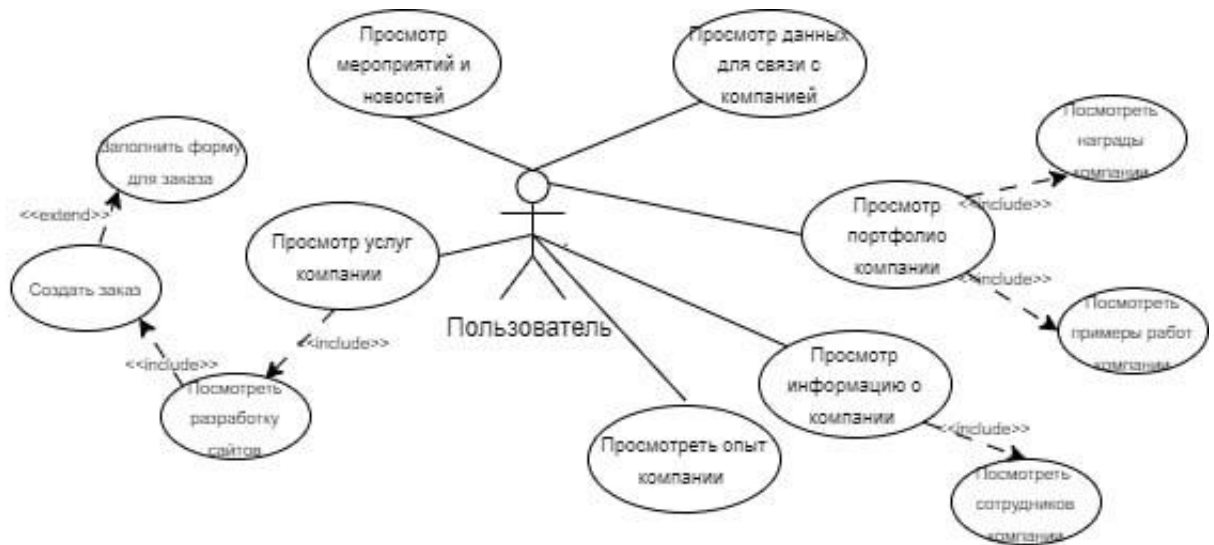 Просмотр
мероприятий и
новостей
Просмотр данных
для связи с
компанией
Посмотреть
награды
компании
Заполнить форму
для заказа
<<extend>>
<<include>>
Просмотр
портфолио
компании
Просмотр услуг
компании
Создать заказ
<<include>>
Посмотреть
примеры работ
компании
Пользователь
<<include>>
<<include>>
Просмотр
информацию о
компании
Посмотреть
разработку
сайтов
<<include>>
Просмотреть опыт
компании
Посмотреть
сотрудников
компании